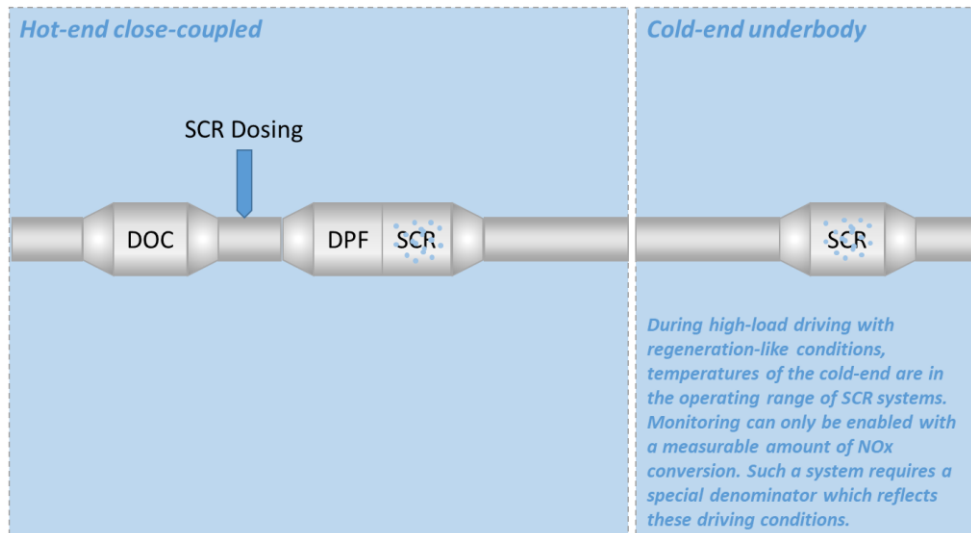 Hot-end close-coupled
Cold-end underbody
SCR Dosing
DOC
DPF
SCR
SCR
During high-load driving with
regeneration-like conditions,
temperatures of the cold-end are in
the operating range of SCR systems.
Monitoring can only be enabled with
a measurable amount of NOx
conversion. Such a system requires a
special denominator which reflects
these driving conditions.